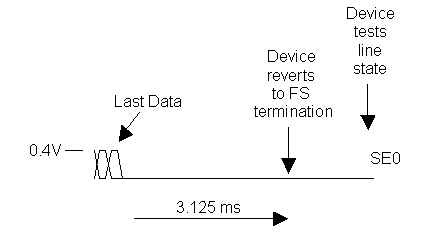 Device
tests
line
state
Device
reverts
to FS
termination
Last Data
0.4V
SE0
3.125 ms